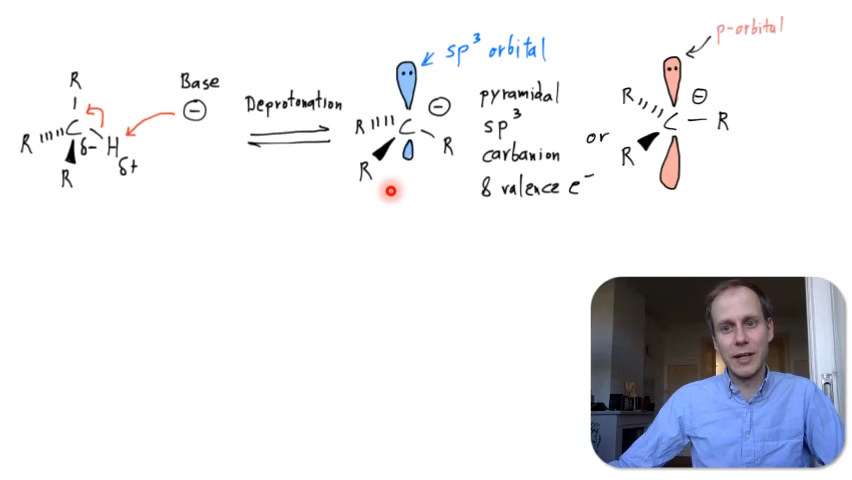 p-orbital
sp³ orbital
R
Base
⊖
Deprotonation
C
R
δ-
H
δ+
R
R
C
⊖
R
R
pyramidal
sp³
carbanion
8 valence e⁻
or
R
⊖
C
R
R